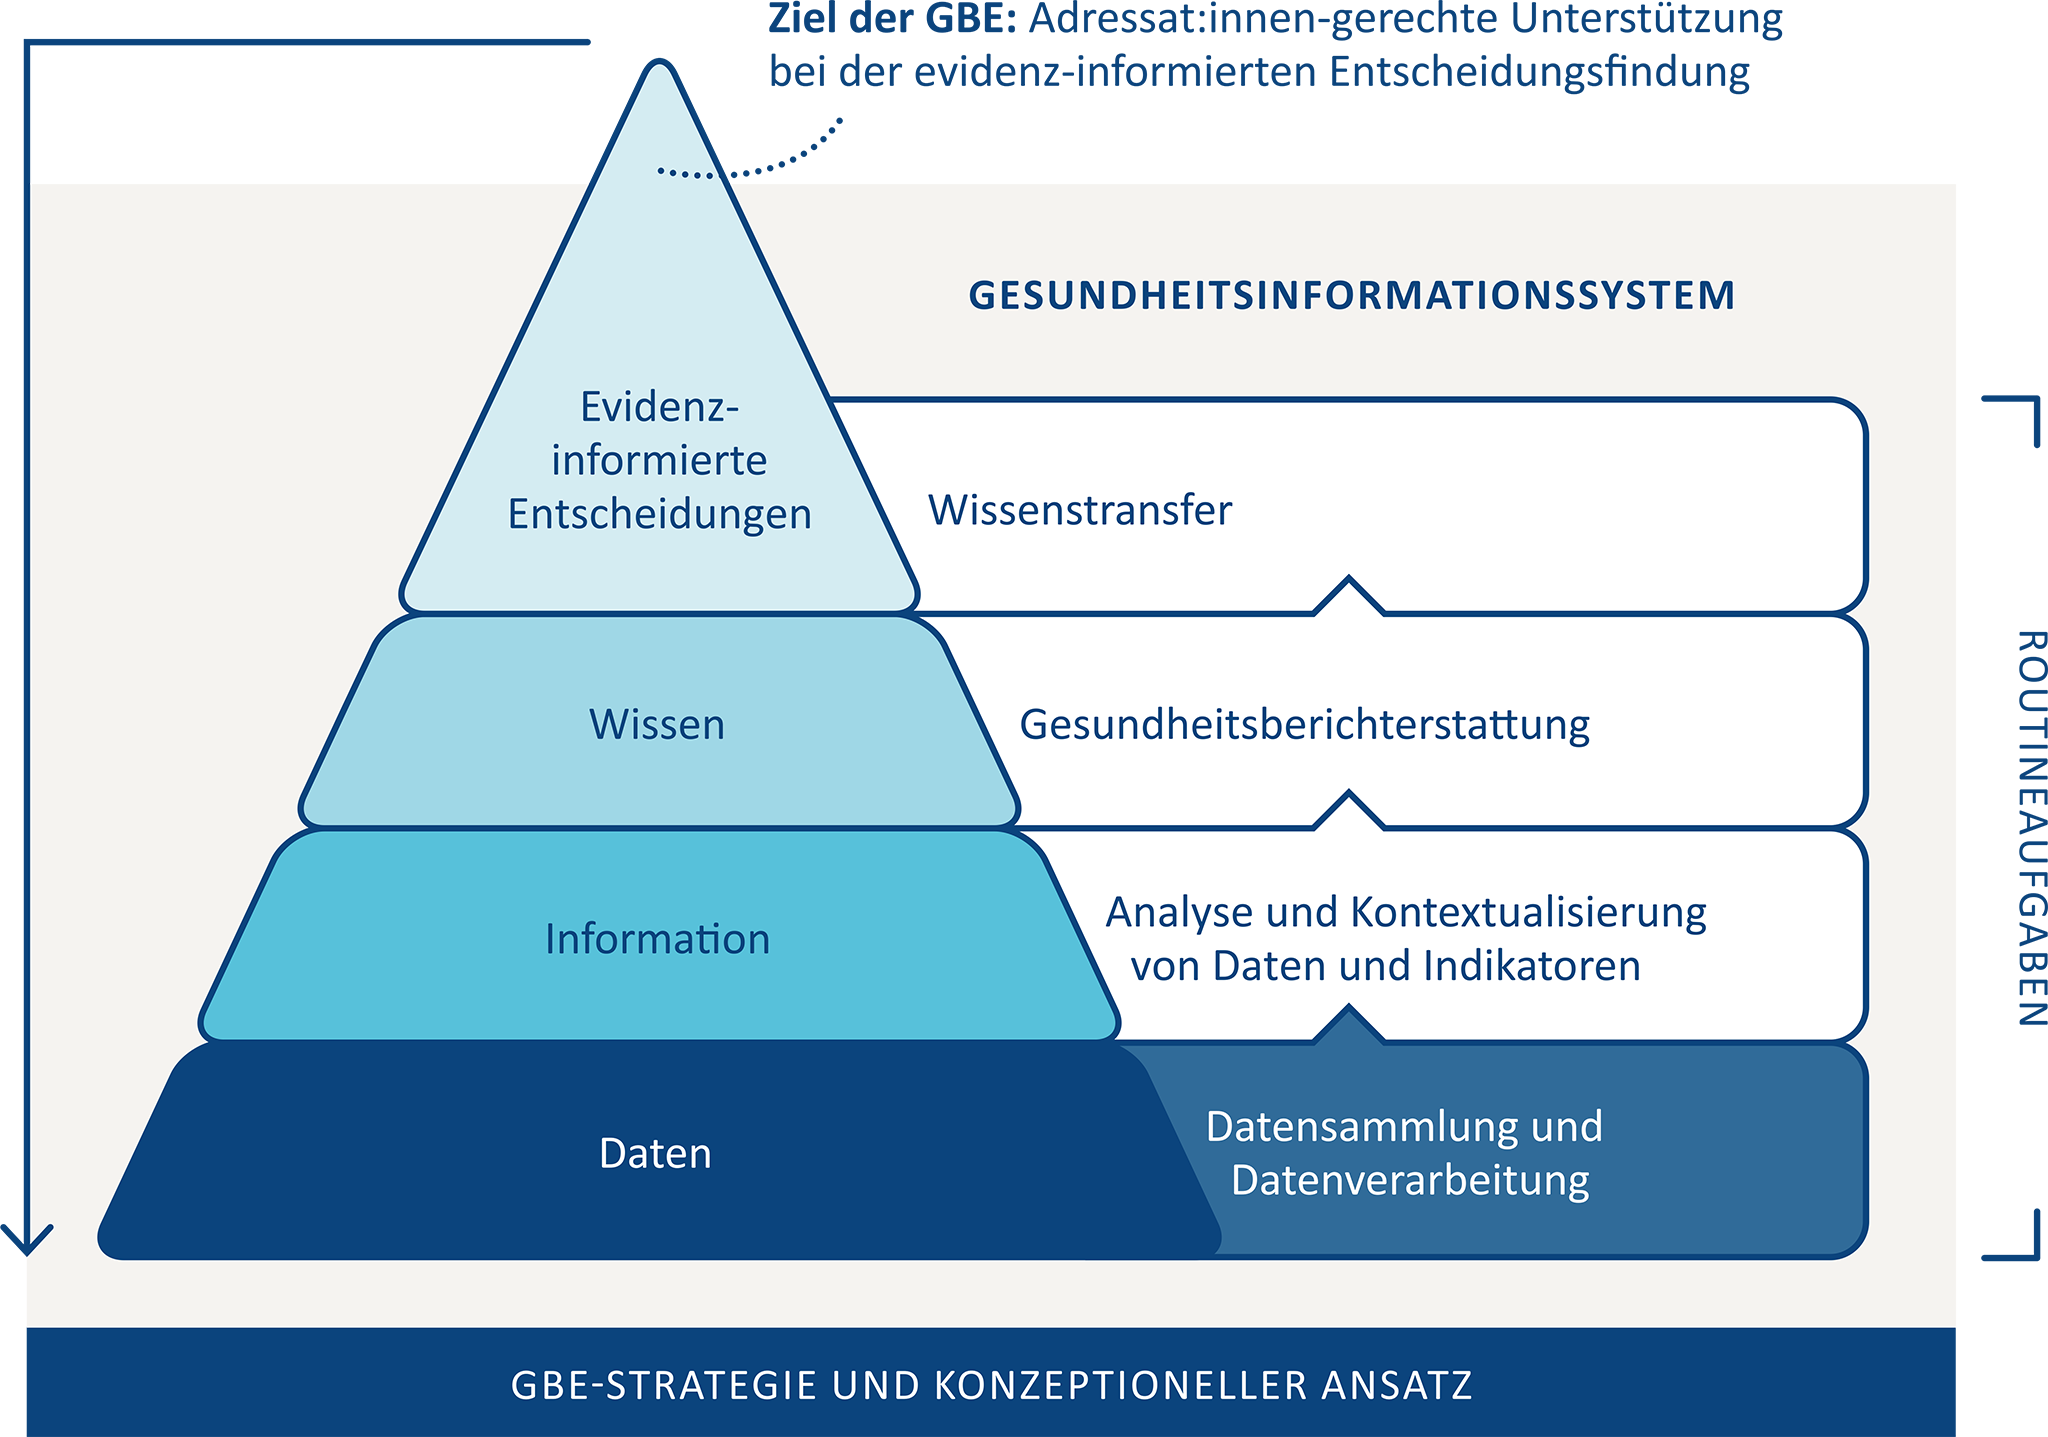 Ziel der GBE: Adressat:innen-gerechte Unterstützung
bei der evidenz-informierten Entscheidungsfindung
GESUNDHEITSINFORMATIONSSYSTEM
Evidenz-
informierte
Entscheidungen
Wissenstransfer
Wissen
Gesundheitsberichterstattung
Information
Analyse und Kontextualisierung
von Daten und Indikatoren
Daten
Datensammlung und
Datenverarbeitung
ROUTINEAUFGABEN
GBE-STRATEGIE UND KONZEPTIONELLER ANSATZ